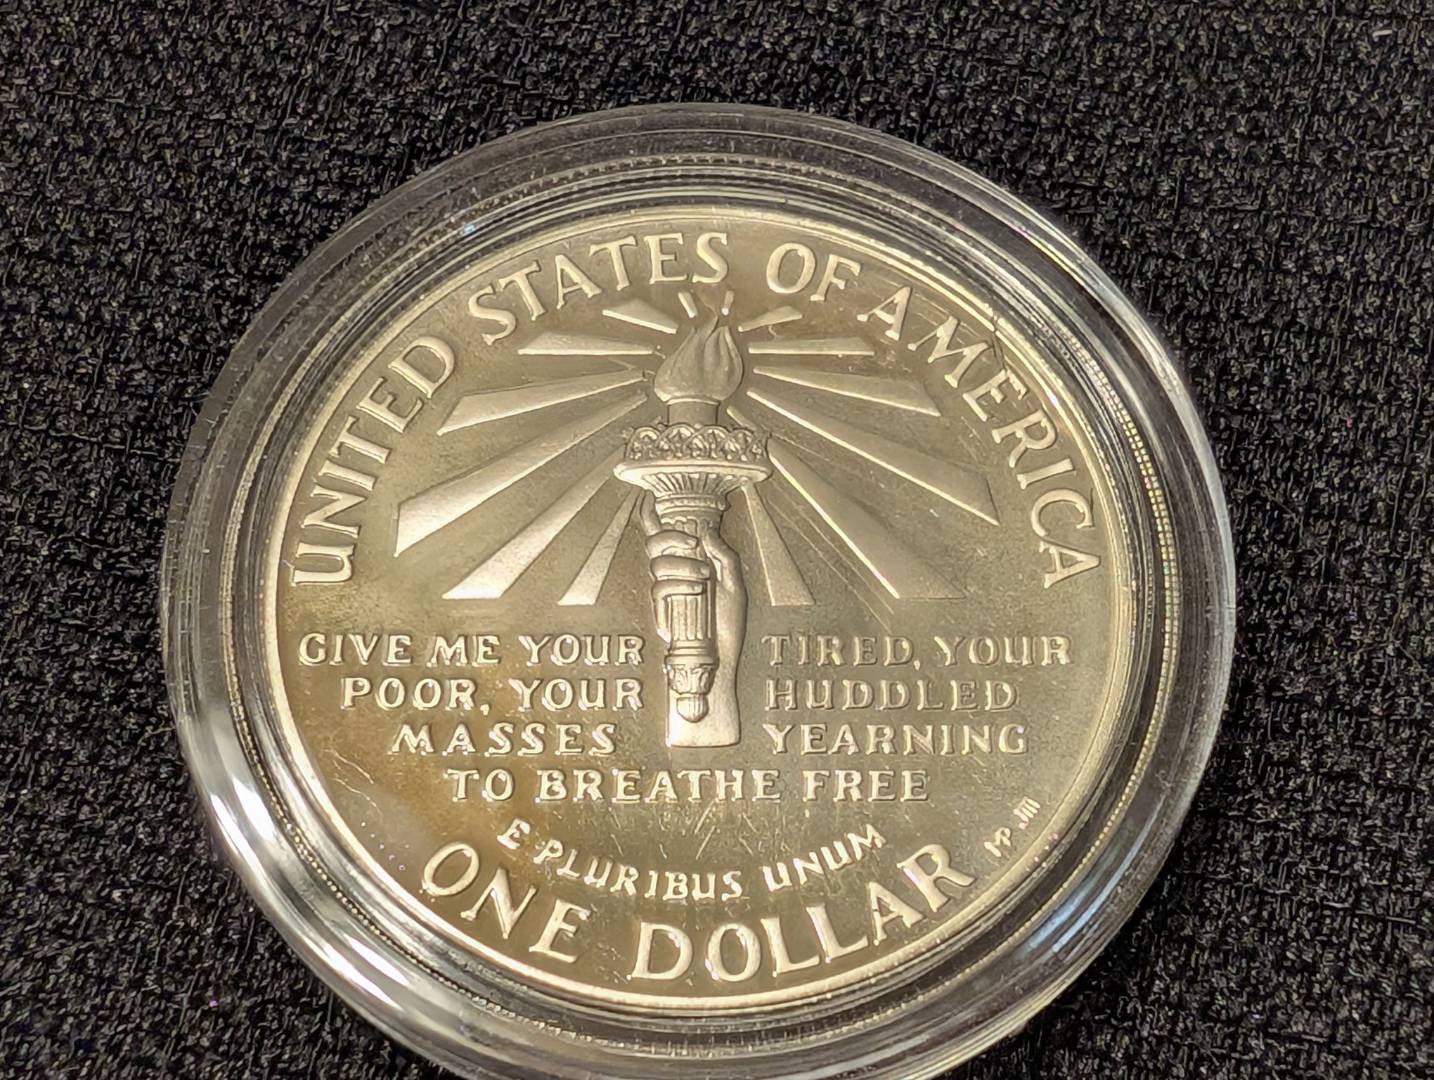 UNITED STATES OF AMERICA
GIVE ME YOUR TIRED, YOUR
POOR, YOUR HUDDLED
MASSES YEARNING
TO BREATHE FREE
E PLURIBUS UNUM
ONE DOLLAR
MP